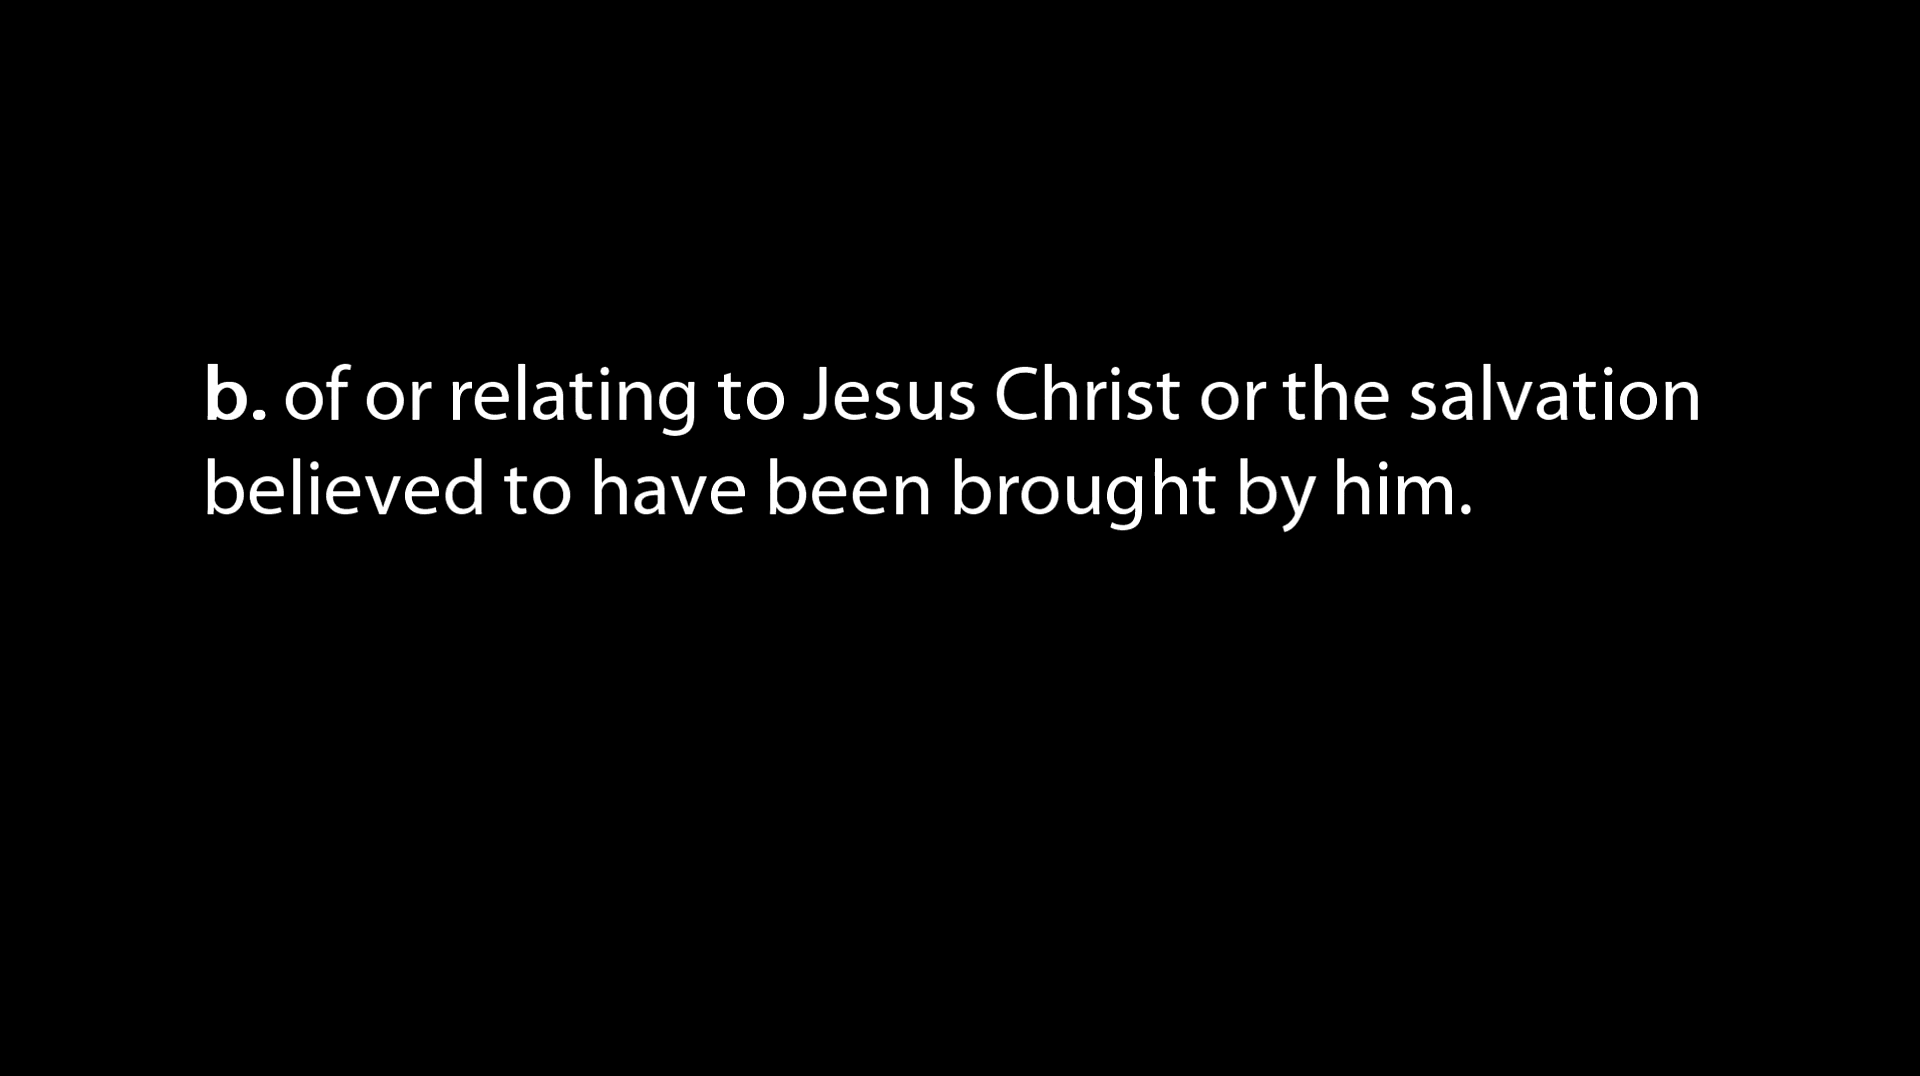 b. of or relating to Jesus Christ or the salvation
believed to have been brought by him.